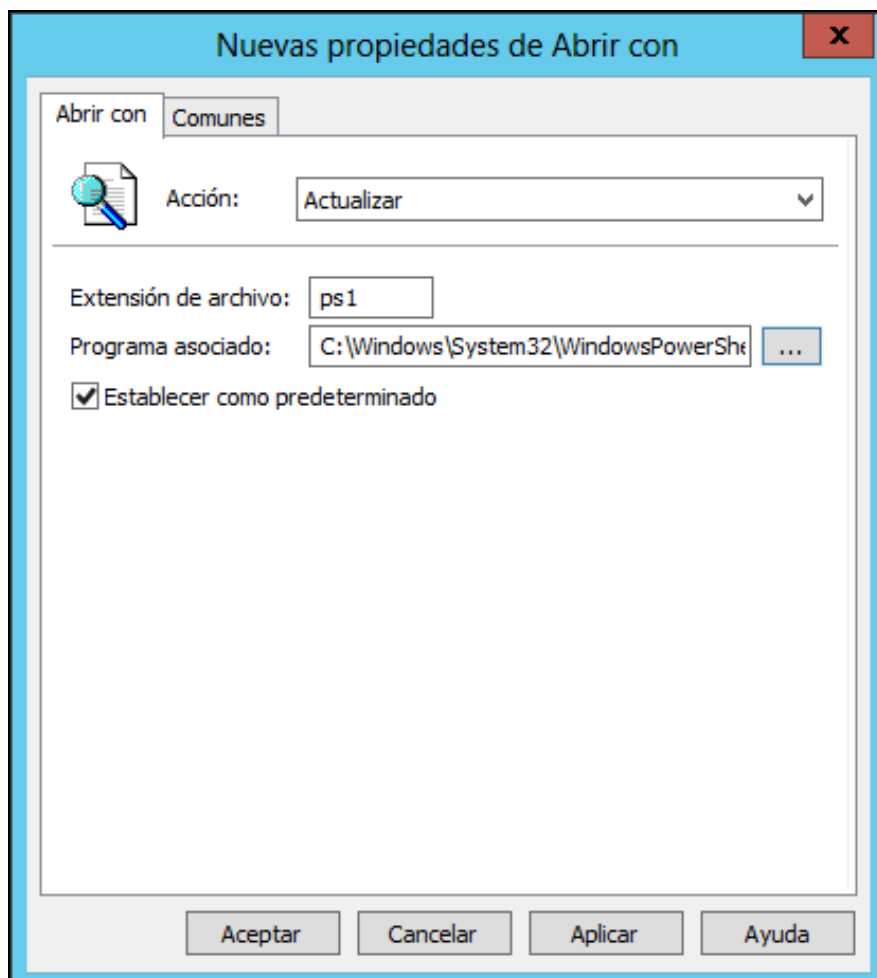 Nuevas propiedades de Abrir con
x
Abrir con
Comunes
Acción: Actualizar
Extensión de archivo: ps1
Programa asociado: C:\Windows\System32\WindowsPowerShe ...
Establecer como predeterminado
Aceptar Cancelar Aplicar Ayuda